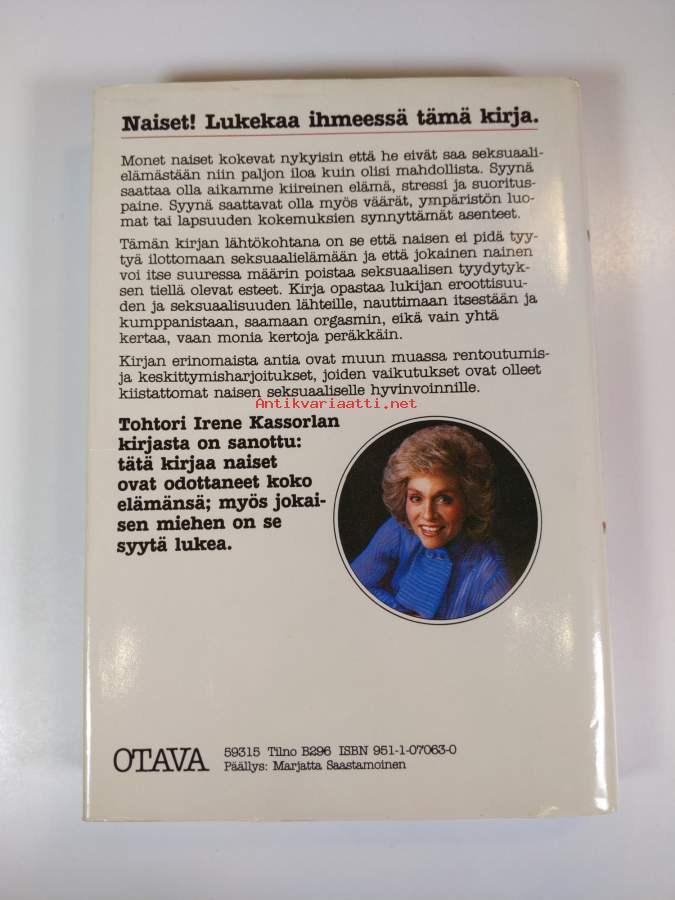 Naiset! Lukekaa ihmeessä tämä kirja.
Monet naiset kokevat nykyisin että he eivät saa seksuaali-
elämästään niin paljon iloa kuin olisi mahdollista. Syynä
saattaa olla aikamme kiireinen elämä, stressi ja suoritus-
paine. Syynä saattavat olla myös väärät, ympäristön luo-
mat tai lapsuuden kokemuksien synnyttämät asenteet.
Tämän kirjan lähtökohtana on se että naisen ei pidä tyy-
tyä ilottomaan seksuaalielämään ja että jokainen nainen
voi itse suuressa määrin poistaa seksuaalisen tyydytyk-
sen tiellä olevat esteet. Kirja opastaa lukijan eroottisuu-
den ja seksuaalisuuden lähteille, nauttimaan itsestään ja
kumppanistaan, saamaan orgasmin, eikä vain yhtä
kertaa, vaan monia kertoja peräkkäin.
Kirjan erinomaista antia ovat muun muassa rentoutumis-
ja keskittymisharjoitukset, joiden vaikutukset ovat olleet
kiistattomat naisen seksuaaliselle hyvinvoinnille.
Antikvariaatti.net
Tohtori Irene Kassorlan
kirjasta on sanottu:
tätä kirjaa naiset
ovat odottaneet koko
elämänsä; myös jokai-
sen miehen on se
syytä lukea.
OTAVA
59315 Tilno B296 ISBN 951-1-07063-0
Päällys: Marjatta Saastamoinen